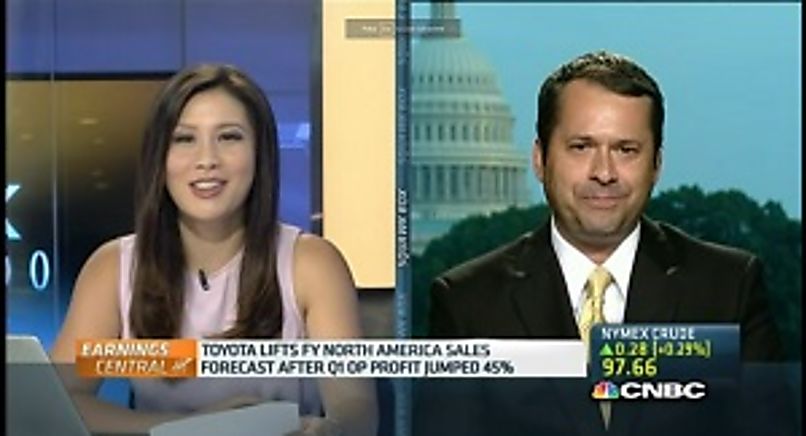 EARNINGS
CENTRAL
TOYOTA LIFTS FY NORTH AMERICA SALES
FORECAST AFTER Q1 OP PROFIT JUMPED 45%
NYMEX CRUDE
▲0.28 (+0.29%)
97.66
CNBC